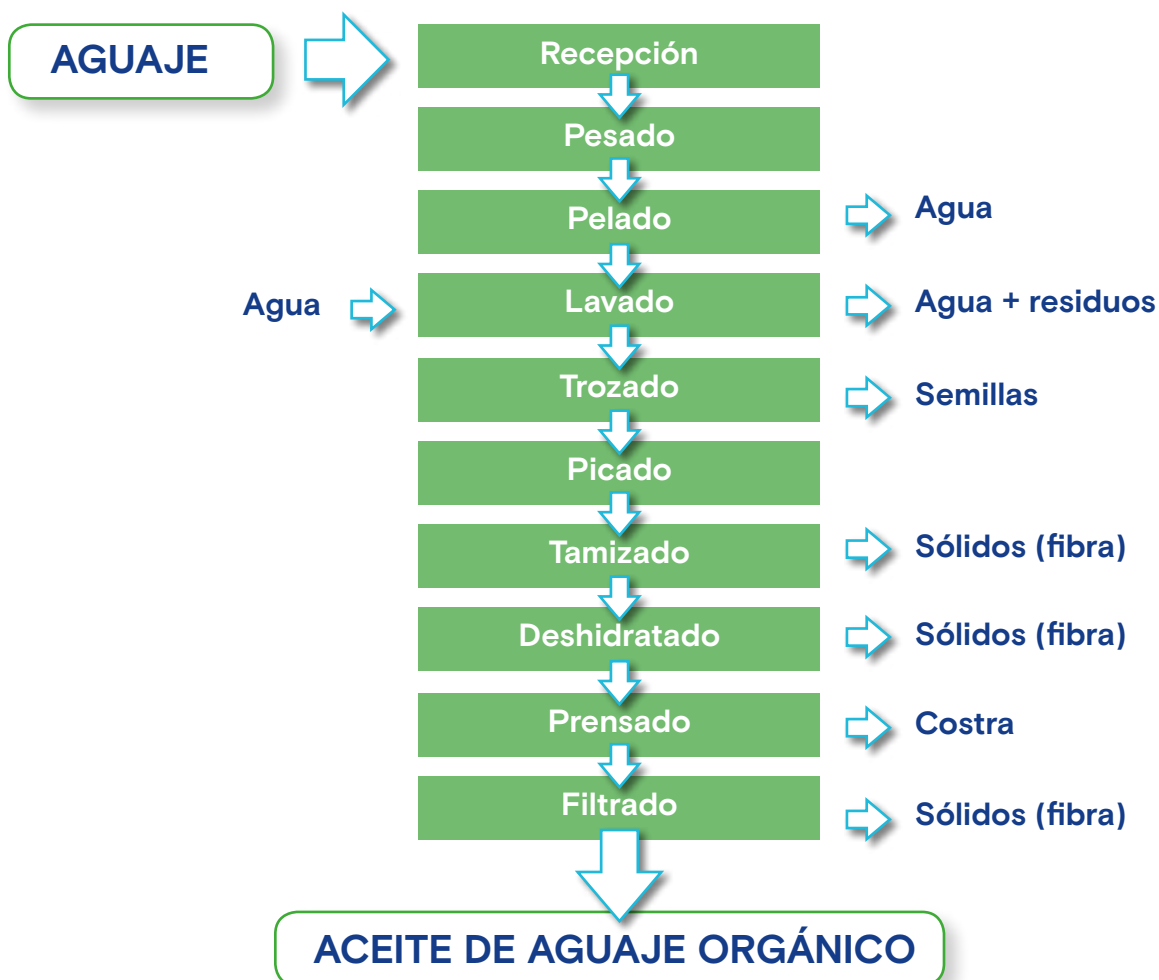 AGUAJE
Recepción
Pesado
Pelado
Agua
Agua
Lavado
Agua + residuos
Trozado
Semillas
Picado
Tamizado
Sólidos (fibra)
Deshidratado
Sólidos (fibra)
Prensado
Costra
Filtrado
Sólidos (fibra)
ACEITE DE AGUAJE ORGÁNICO